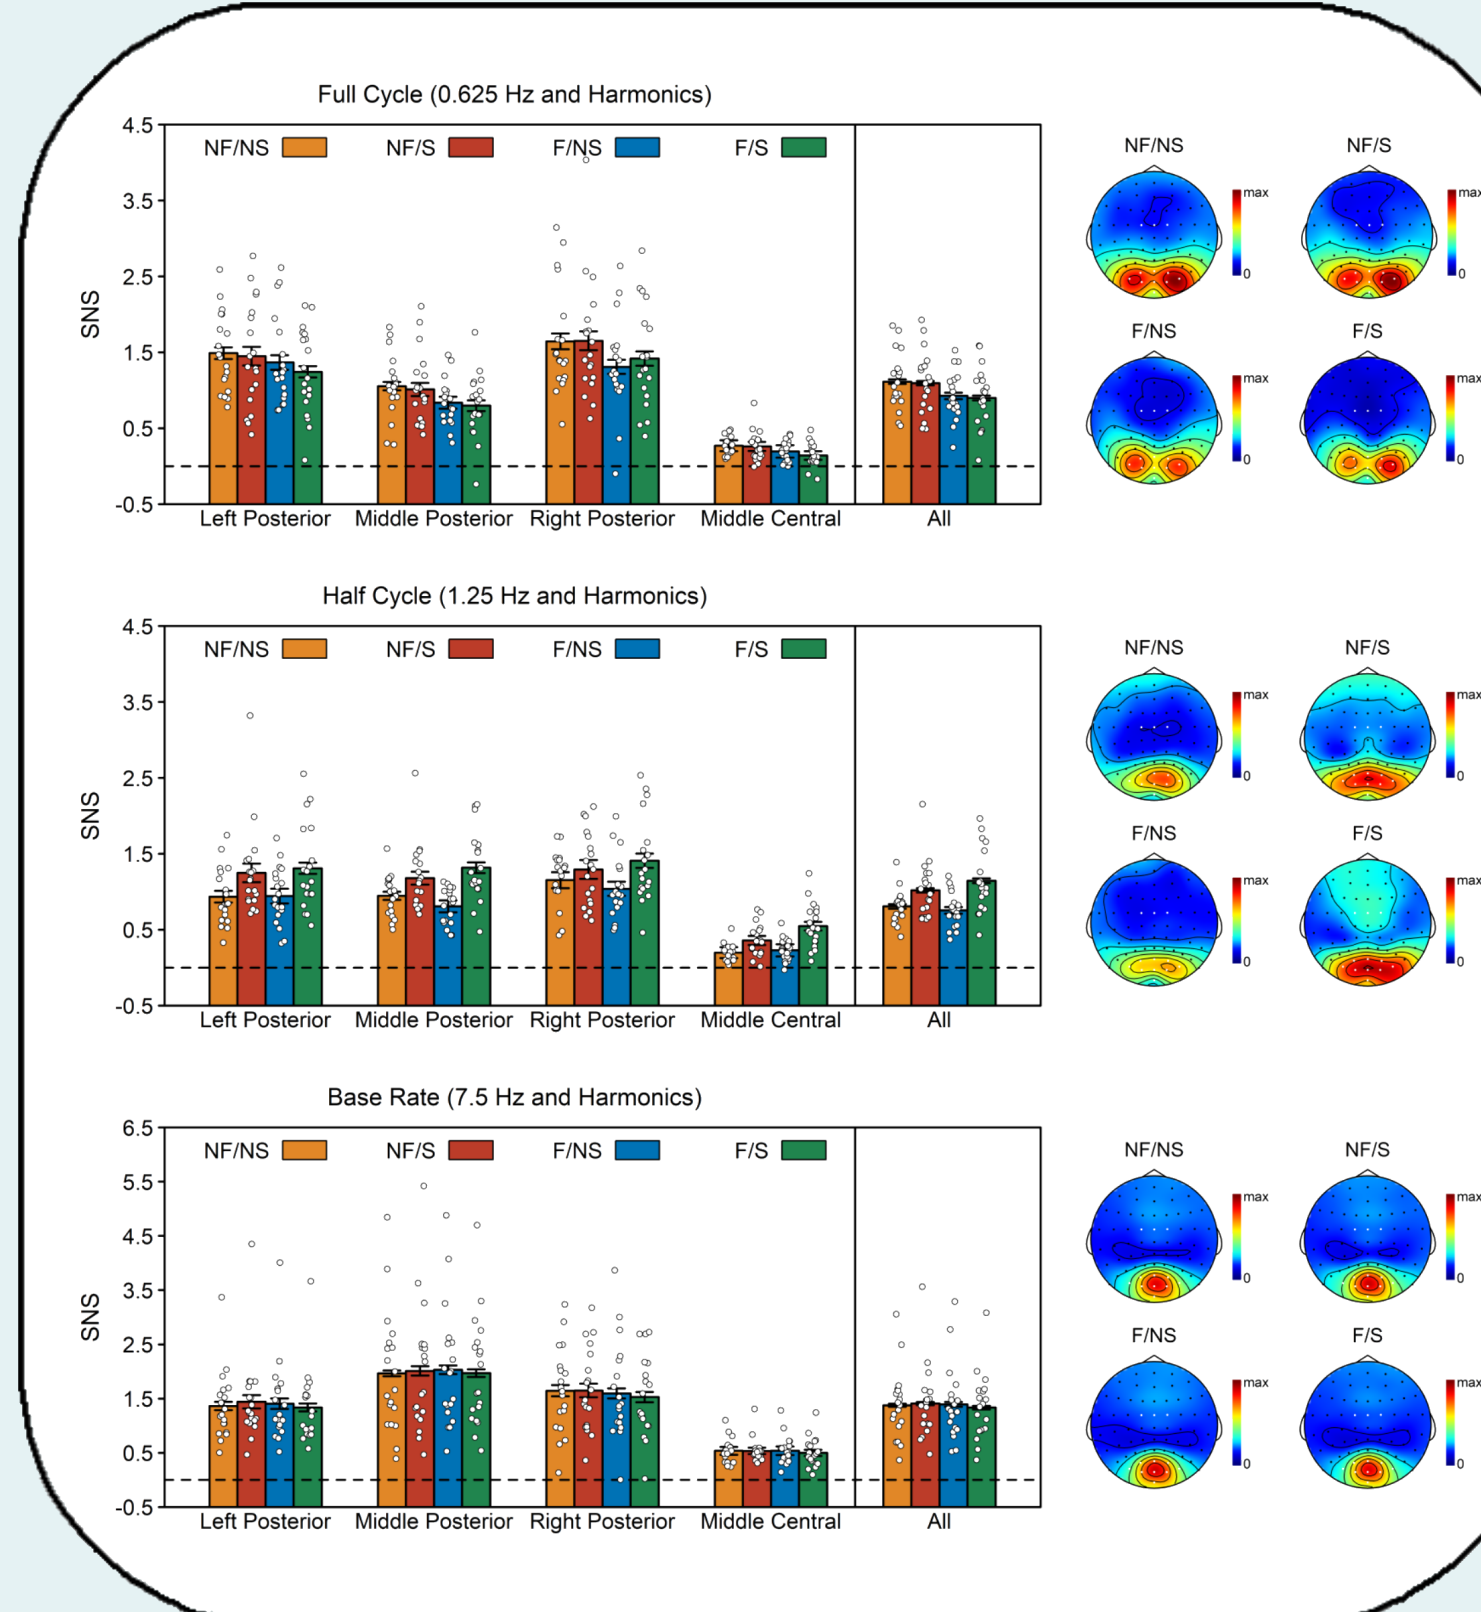 Full Cycle (0.625 Hz and Harmonics)
4.5
3.5
2.5
1.5
0.5
-0.5
SNS
NF/NS
NF/S
F/NS
F/S
Left Posterior
Middle Posterior
Right Posterior
Middle Central
All
NF/NS
max
0
NF/S
max
0
F/NS
max
0
F/S
max
0
Half Cycle (1.25 Hz and Harmonics)
4.5
3.5
2.5
1.5
0.5
-0.5
SNS
NF/NS
NF/S
F/NS
F/S
Left Posterior
Middle Posterior
Right Posterior
Middle Central
All
NF/NS
max
0
NF/S
max
0
F/NS
max
0
F/S
max
0
Base Rate (7.5 Hz and Harmonics)
6.5
5.5
4.5
3.5
2.5
1.5
0.5
-0.5
SNS
NF/NS
NF/S
F/NS
F/S
Left Posterior
Middle Posterior
Right Posterior
Middle Central
All
NF/NS
max
0
NF/S
max
0
F/NS
max
0
F/S
max
0